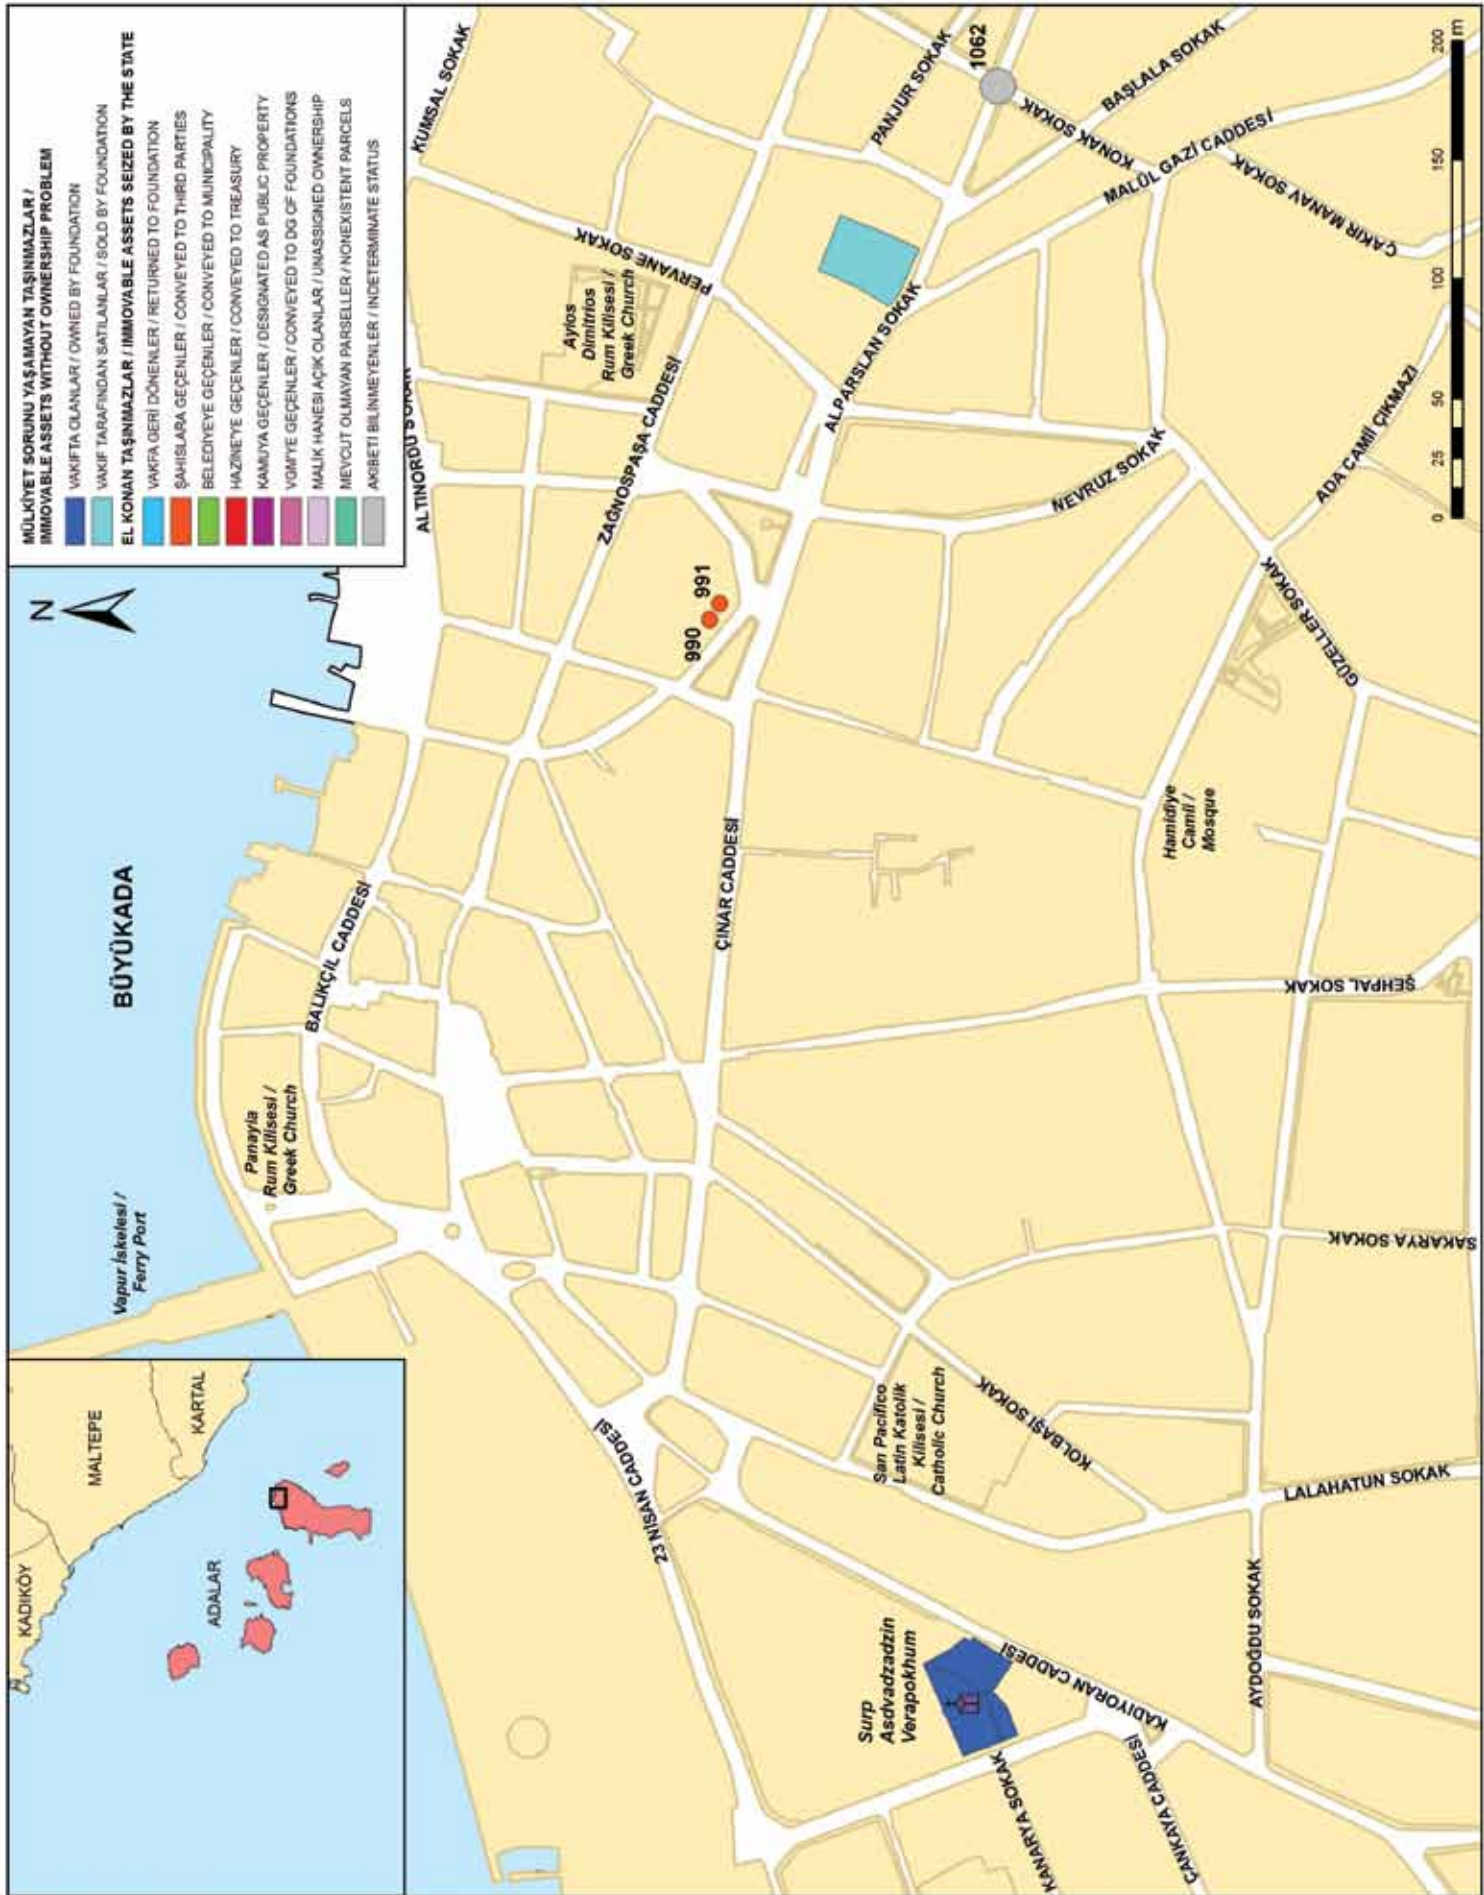 MÜLKİYET SORUNU YAŞAMAYAN TAŞINMAZLAR /
IMMOVABLE ASSETS WITHOUT OWNERSHIP PROBLEM
VAKIFTA OLANLAR / OWNED BY FOUNDATION
VAKIF TARAFINDAN SATILANLAR / SOLD BY FOUNDATION
EL KONAN TAŞINMAZLAR / IMMOVABLE ASSETS SEIZED BY THE STATE
VAKFA GERİ DÖNENLER / RETURNED TO FOUNDATION
ŞAHISLARA GEÇENLER / CONVEYED TO THIRD PARTIES
BELEDİYEYE GEÇENLER / CONVEYED TO MUNICIPALITY
HAZİNE'YE GEÇENLER / CONVEYED TO TREASURY
KAMUYA GEÇENLER / DESIGNATED AS PUBLIC PROPERTY
VGM'YE GEÇENLER / CONVEYED TO DG OF FOUNDATIONS
MALİK HANESİ AÇIK OLANLAR / UNASSIGNED OWNERSHIP
MEVCUT OLMAYAN PARSELLER / NONEXISTENT PARCELS
AKIBETİ BİLİNMEYENLER / INDETERMINATE STATUS
N
BÜYÜKADA
Vapur İskelesi /
Ferry Port
KADIKÖY
MALTEPE
KARTAL
ADALAR
Panayia
Rum Kilisesi /
Greek Church
BALIKÇIL CADDESİ
KUMSAL SOKAK
ALTINORDU SOKAK
PERVANE SOKAK
Ayios
Dimitrios
Rum Kilisesi /
Greek Church
ZAĞNOSPAŞA CADDESİ
990
991
PANJUR SOKAK
1062
KONAK SOKAK
BAŞLALA SOKAK
MALÜL GAZİ CADDESİ
ÇAKIR MANAV SOKAK
ALPARSLAN SOKAK
NEVRUZ SOKAK
ADA CAMİİ ÇIKMAZI
GÜZELLER SOKAK
ÇINAR CADDESİ
Hamidiye
Camii /
Mosque
ŞEHPAL SOKAK
SAKARYA SOKAK
23 NİSAN CADDESİ
San Pacifico
Latin Katolik
Kilisesi /
Catholic Church
KOLBAŞI SOKAK
LALAHATUN SOKAK
AYDOĞDU SOKAK
Surp
Asdvadzadzin
Verapokhum
KADIYORAN CADDESİ
KANARYA SOKAK
ÇANKAYA CADDESİ
0 25 50 100 150 200
m